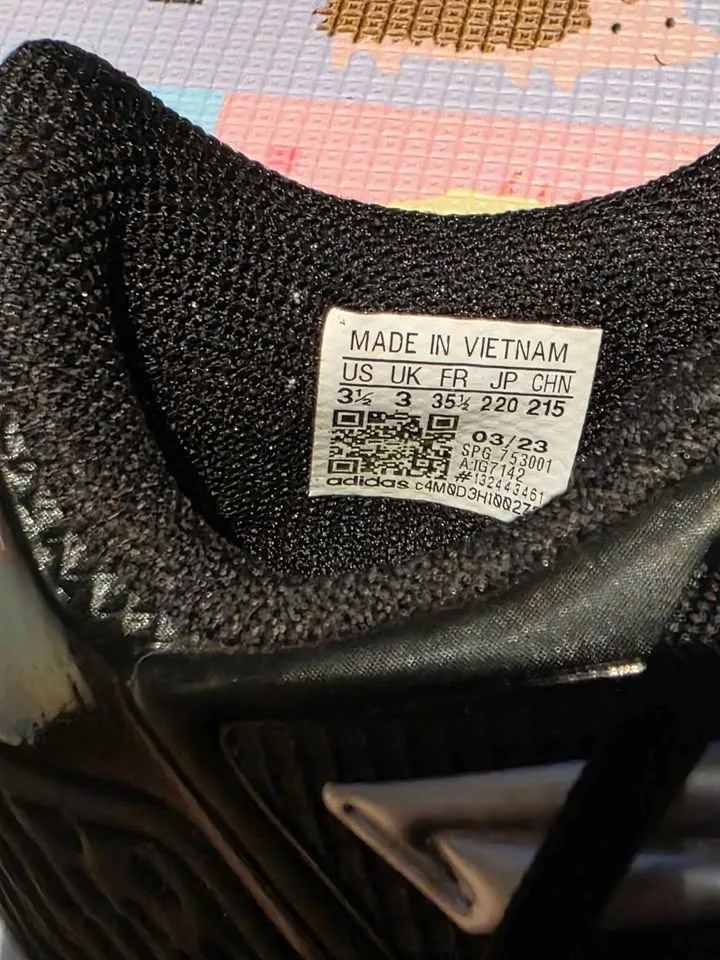 MADE IN VIETNAM
US UK FR JP CHN
3½ 3 35½ 220 215
03/23
SPG 753001
A:IG7142
#132443461
adidas